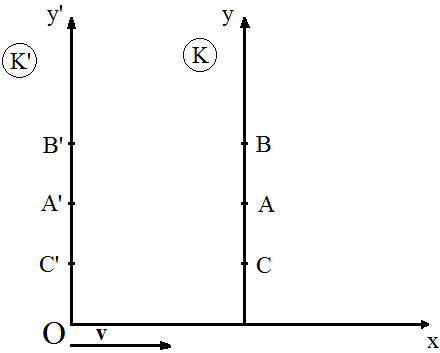 y' y
K' K
B' B
A' A
C' C
O v x